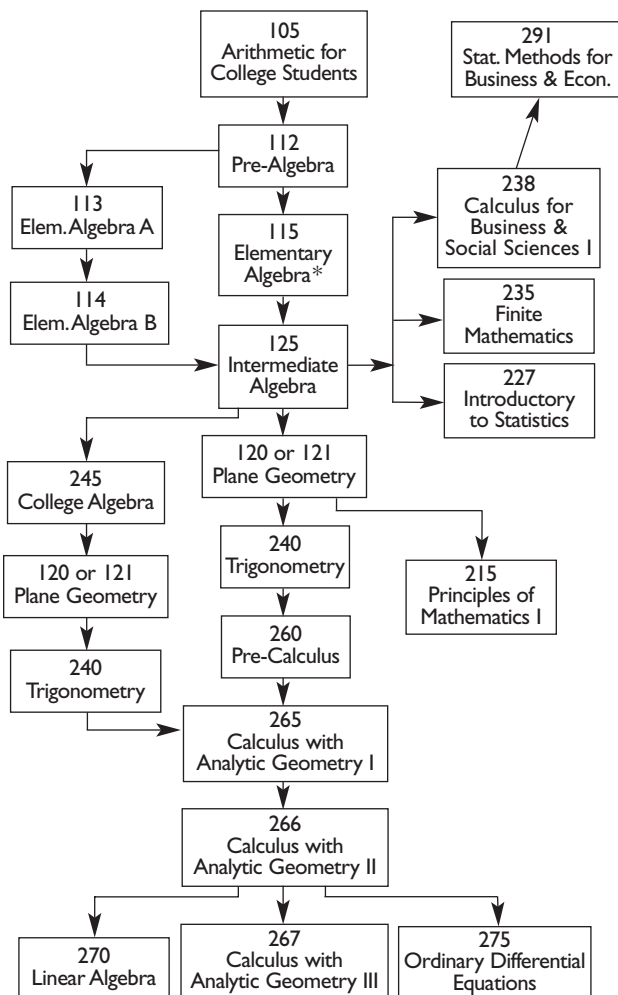 105
Arithmetic for
College Students
291
Stat. Methods for
Business & Econ.
112
Pre-Algebra
113
Elem. Algebra A
115
Elementary
Algebra*
238
Calculus for
Business &
Social Sciences I
114
Elem. Algebra B
235
Finite
Mathematics
125
Intermediate
Algebra
227
Introductory
to Statistics
245
College Algebra
120 or 121
Plane Geometry
240
Trigonometry
215
Principles of
Mathematics I
120 or 121
Plane Geometry
260
Pre-Calculus
240
Trigonometry
265
Calculus with
Analytic Geometry I
266
Calculus with
Analytic Geometry II
270
Linear Algebra
267
Calculus with
Analytic Geometry III
275
Ordinary Differential
Equations